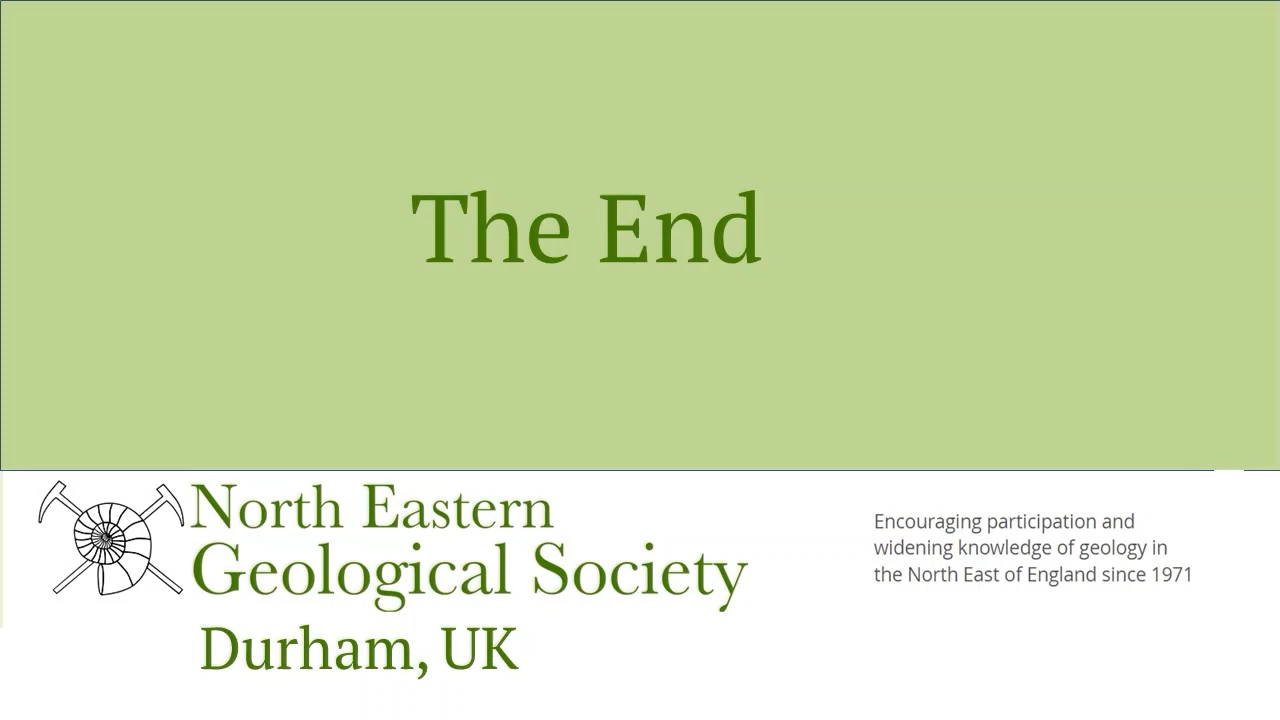 The End
North Eastern
Geological Society
Durham, UK
Encouraging participation and
widening knowledge of geology in
the North East of England since 1971